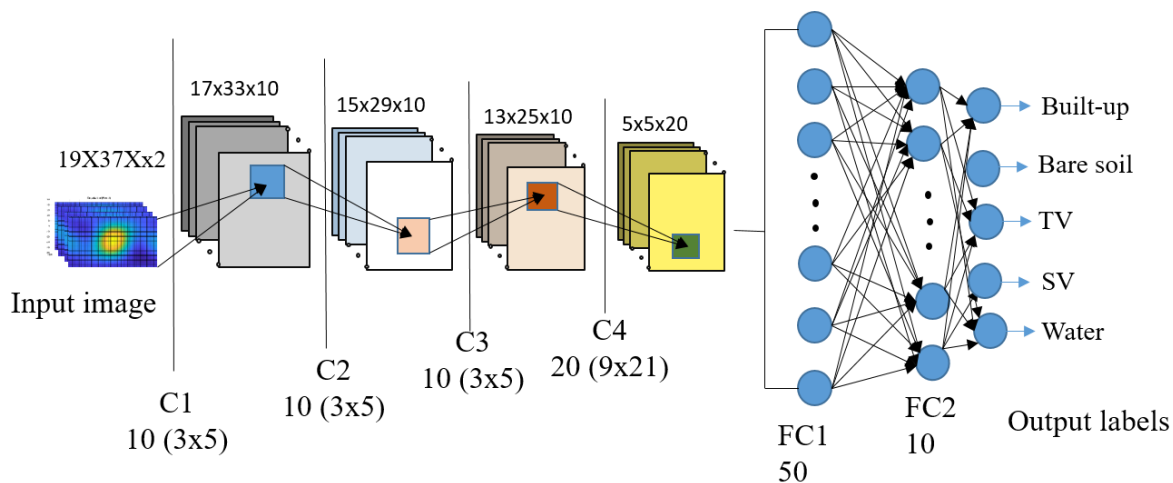 19X37Xx2
Input image
17x33x10
C1
10 (3x5)
15x29x10
C2
10 (3x5)
13x25x10
C3
10 (3x5)
5x5x20
C4
20 (9x21)
FC1
50
FC2
10
Built-up
Bare soil
TV
SV
Water
Output labels